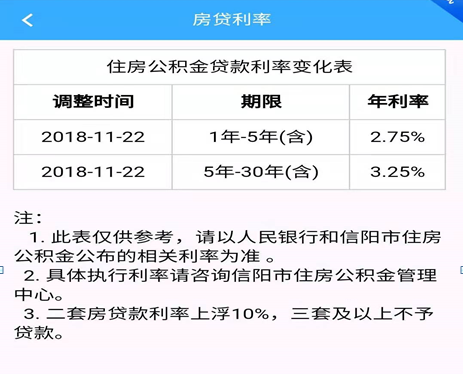 房贷利率
住房公积金贷款利率变化表
调整时间 期限 年利率
2018-11-22 1年-5年(含) 2.75%
2018-11-22 5年-30年(含) 3.25%
注：
1. 此表仅供参考，请以人民银行和信阳市住房
公积金公布的相关利率为准 。
2. 具体执行利率请咨询信阳市住房公积金管理
中心。
3. 二套房贷款利率上浮10%，三套及以上不予
贷款。